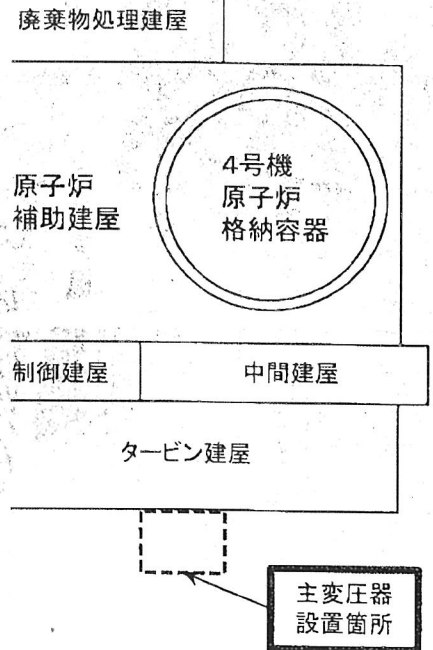 廃棄物処理建屋
4号機
原子炉
格納容器
原子炉
補助建屋
制御建屋
中間建屋
タービン建屋
主変圧器
設置箇所